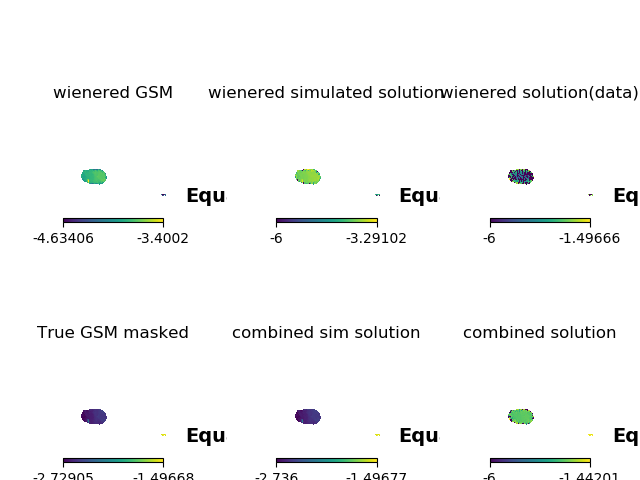 wienered GSM wienered simulated solution wienered solution(data)
Equ Equ Eq
-4.63406 -3.4002 -6 -3.29102 -6 -1.49666
True GSM masked combined sim solution combined solution
Equ Equ Eq
-2.72905 -1.49668 -2.736 -1.49677 -6 -1.44201